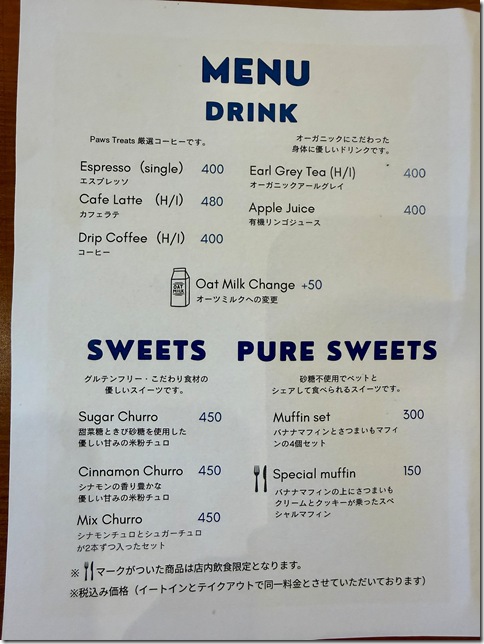 MENU
DRINK
Paws Treats 厳選コーヒーです。
オーガニックにこだわった
身体に優しいドリンクです。
Espresso (single) 400
エスプレッソ
Cafe Latte (H/I) 480
カフェラテ
Drip Coffee (H/I) 400
コーヒー
Earl Grey Tea (H/I) 400
オーガニックアールグレイ
Apple Juice 400
有機リンゴジュース
OAT
MILK
Oat Milk Change +50
オーツミルクへの変更
SWEETS
グルテンフリー・こだわり食材の
優しいスイーツです。
Sugar Churro 450
甜菜糖ときび砂糖を使用した
優しい甘みの米粉チュロ
Cinnamon Churro 450
シナモンの香り豊かな
優しい甘みの米粉チュロ
Mix Churro 450
シナモンチュロとシュガーチュロ
が2本ずつ入ったセット
PURE SWEETS
砂糖不使用でペットと
シェアして食べられるスイーツです。
Muffin set 300
バナナマフィンとさつまいもマフィ
ンの4個セット
Special muffin 150
バナナマフィンの上にさつまいも
クリームとクッキーが乗ったスペ
シャルマフィン
※ マークがついた商品は店内飲食限定となります。
※税込み価格（イートインとテイクアウトで同一料金とさせていただいております）